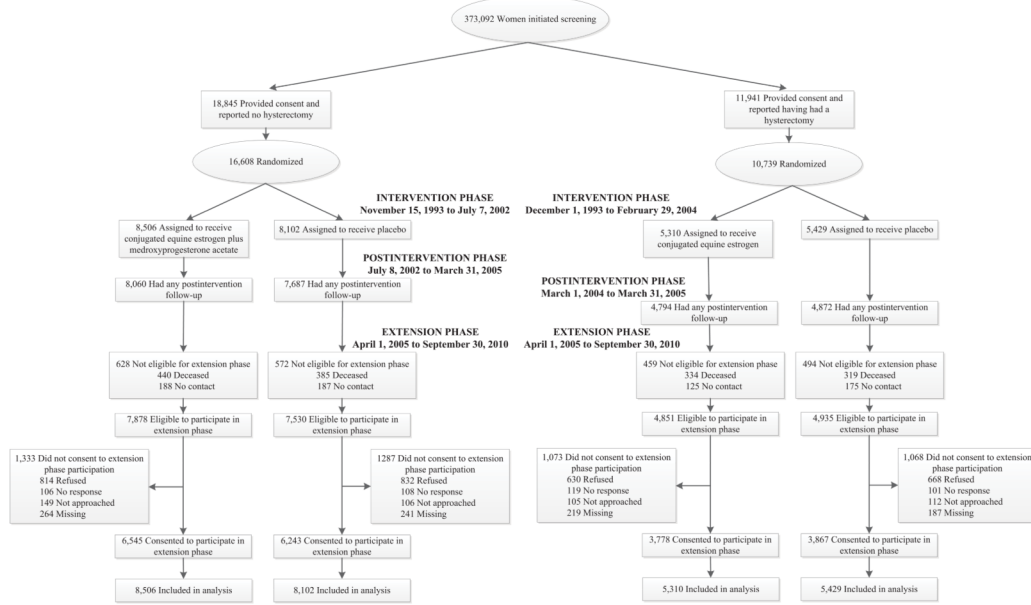 373,092 Women initiated screening
18,845 Provided consent and
reported no hysterectomy
11,941 Provided consent and
reported having had a
hysterectomy
16,608 Randomized
10,739 Randomized
INTERVENTION PHASE
November 15, 1993 to July 7, 2002
INTERVENTION PHASE
December 1, 1993 to February 29, 2004
8,506 Assigned to receive
conjugated equine estrogen plus
medroxyprogesterone acetate
8,102 Assigned to receive placebo
5,310 Assigned to receive
conjugated equine estrogen
5,429 Assigned to receive placebo
POSTINTERVENTION PHASE
July 8, 2002 to March 31, 2005
POSTINTERVENTION PHASE
March 1, 2004 to March 31, 2005
8,060 Had any postintervention
follow-up
7,687 Had any postintervention
follow-up
4,794 Had any postintervention
follow-up
4,872 Had any postintervention
follow-up
EXTENSION PHASE
April 1, 2005 to September 30, 2010
EXTENSION PHASE
April 1, 2005 to September 30, 2010
628 Not eligible for extension phase
440 Deceased
188 No contact
572 Not eligible for extension phase
385 Deceased
187 No contact
459 Not eligible for extension phase
334 Deceased
125 No contact
494 Not eligible for extension phase
319 Deceased
175 No contact
7,878 Eligible to participate in
extension phase
7,530 Eligible to participate in
extension phase
4,851 Eligible to participate in
extension phase
4,935 Eligible to participate in
extension phase
1,333 Did not consent to extension
phase participation
814 Refused
106 No response
149 Not approached
264 Missing
1287 Did not consent to extension
phase participation
832 Refused
108 No response
106 Not approached
241 Missing
1,073 Did not consent to extension
phase participation
630 Refused
119 No response
105 Not approached
219 Missing
1,068 Did not consent to extension
phase participation
668 Refused
101 No response
112 Not approached
187 Missing
6,545 Consented to participate in
extension phase
6,243 Consented to participate in
extension phase
3,778 Consented to participate in
extension phase
3,867 Consented to participate in
extension phase
8,506 Included in analysis
8,102 Included in analysis
5,310 Included in analysis
5,429 Included in analysis